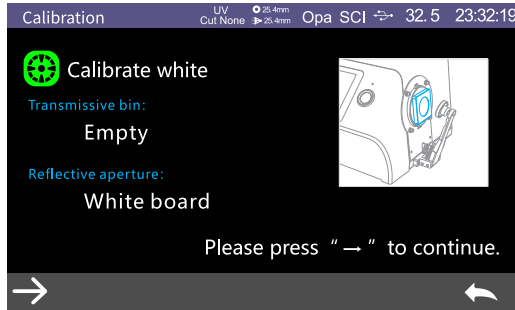 Calibration UV Cut None 25.4mm 25.4mm Opa SCI 32.5 23:32:19
Calibrate white
Transmissive bin:
Empty
Reflective aperture:
White board
Please press “→” to continue.